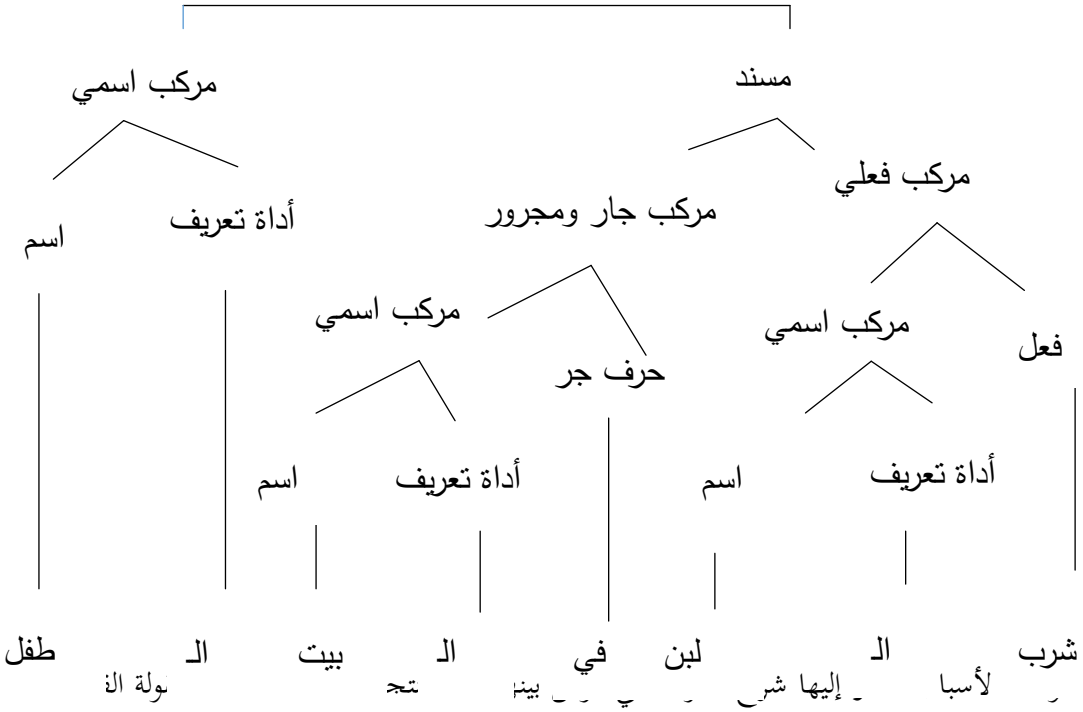 مسند مركب اسمي
مركب فعلي
مركب جار ومجرور أداة تعريف اسم
فعل مركب اسمي مركب اسمي
حرف جر
أداة تعريف اسم أداة تعريف اسم
شرب الـ لبن في الـ بيت الـ طفل
إليها